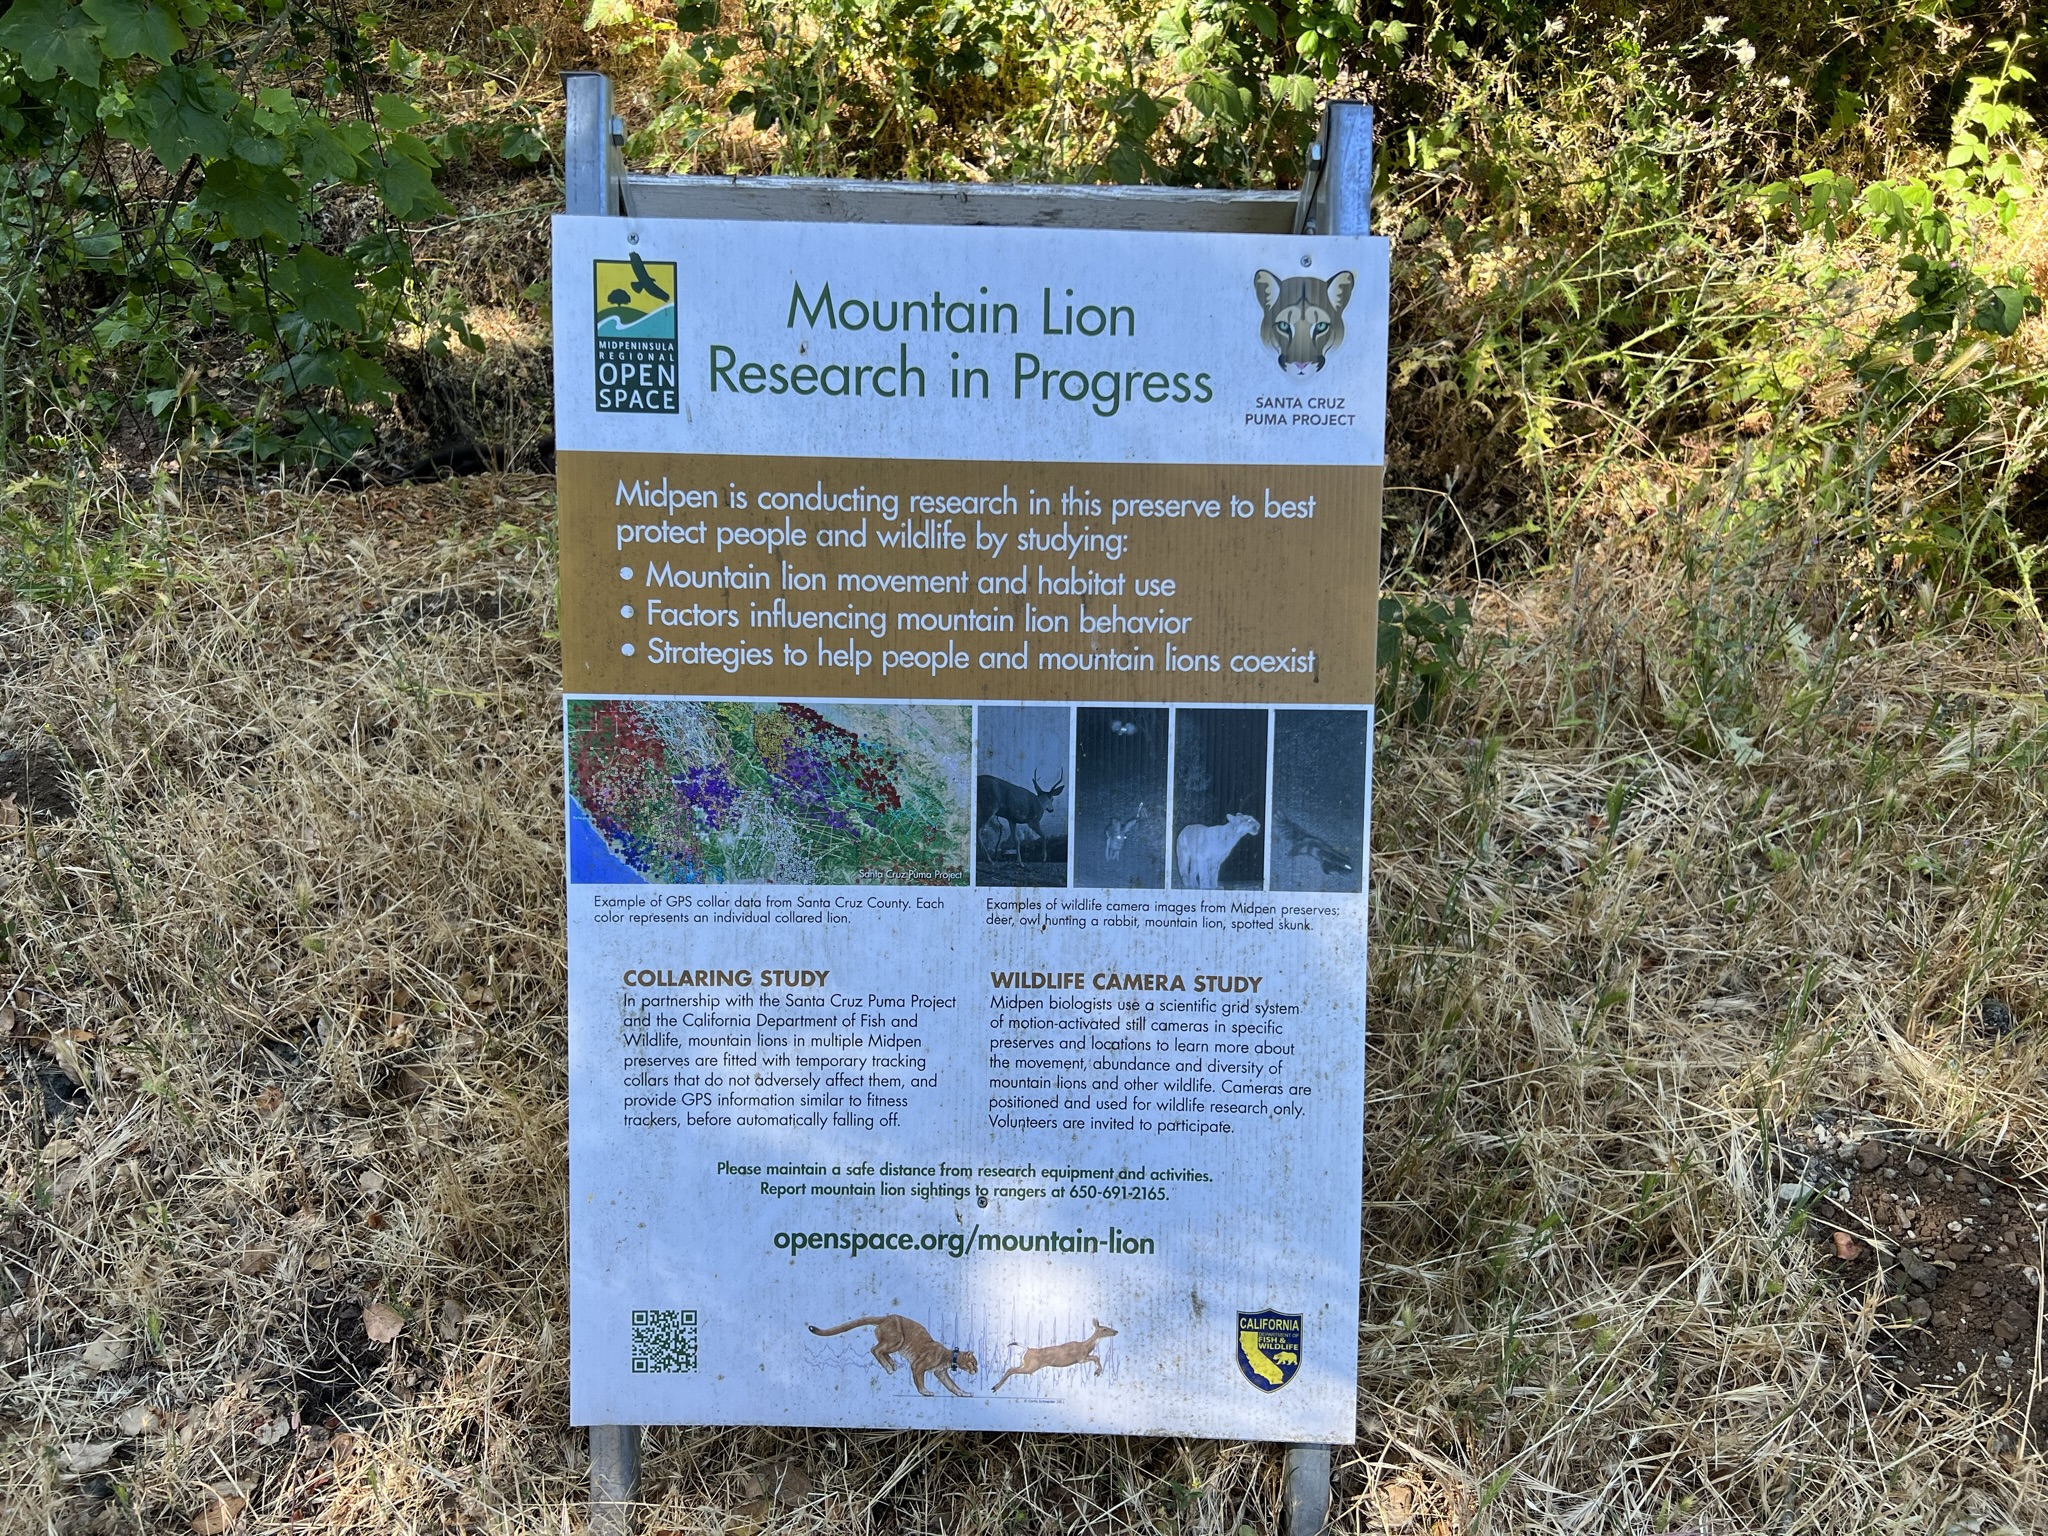 MIDPENINSULA
REGIONAL
OPEN
SPACE
Mountain Lion
Research in Progress
SANTA CRUZ
PUMA PROJECT
Midpen is conducting research in this preserve to best
protect people and wildlife by studying:
• Mountain lion movement and habitat use
• Factors influencing mountain lion behavior
• Strategies to help people and mountain lions coexist
Santa Cruz Puma Project
Example of GPS collar data from Santa Cruz County. Each
color represents an individual collared lion.
Examples of wildlife camera images from Midpen preserves;
deer, owl hunting a rabbit, mountain lion, spotted skunk.
COLLARING STUDY
In partnership with the Santa Cruz Puma Project
and the California Department of Fish and
Wildlife, mountain lions in multiple Midpen
preserves are fitted with temporary tracking
collars that do not adversely affect them, and
provide GPS information similar to fitness
trackers, before automatically falling off.
WILDLIFE CAMERA STUDY
Midpen biologists use a scientific grid system
of motion-activated still cameras in specific
preserves and locations to learn more about
the movement, abundance and diversity of
mountain lions and other wildlife. Cameras are
positioned and used for wildlife research only.
Volunteers are invited to participate.
Please maintain a safe distance from research equipment and activities.
Report mountain lion sightings to rangers at 650-691-2165.
openspace.org/mountain-lion
CALIFORNIA
DEPARTMENT OF
FISH &
WILDLIFE